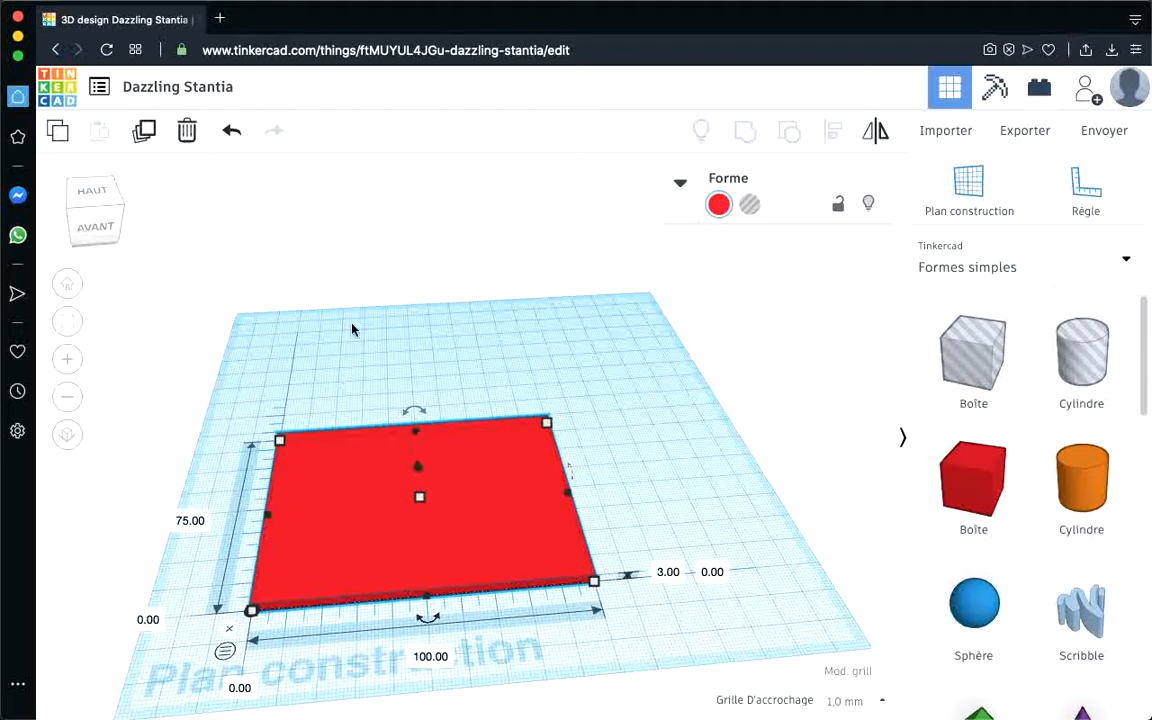 3D design Dazzling Stantia |
www.tinkercad.com/things/ftMUYUL4JGu-dazzling-stantia/edit
TIN
KER
CAD
Dazzling Stantia
Importer
Exporter
Envoyer
HAUT
AVANT
Forme
Plan construction
Règle
Tinkercad
Formes simples
Boîte
Cylindre
Boîte
Cylindre
Sphère
Scribble
75.00
0.00
3.00
0.00
100.00
0.00
Plan construction
Mod. grill
Grille D'accrochage
1,0 mm